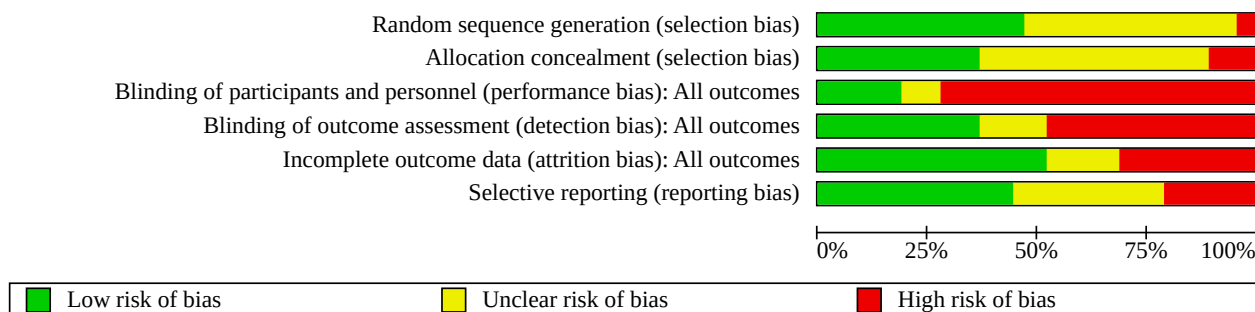 Random sequence generation (selection bias)
Allocation concealment (selection bias)
Blinding of participants and personnel (performance bias): All outcomes
Blinding of outcome assessment (detection bias): All outcomes
Incomplete outcome data (attrition bias): All outcomes
Selective reporting (reporting bias)
0% 25% 50% 75% 100%
Low risk of bias Unclear risk of bias High risk of bias